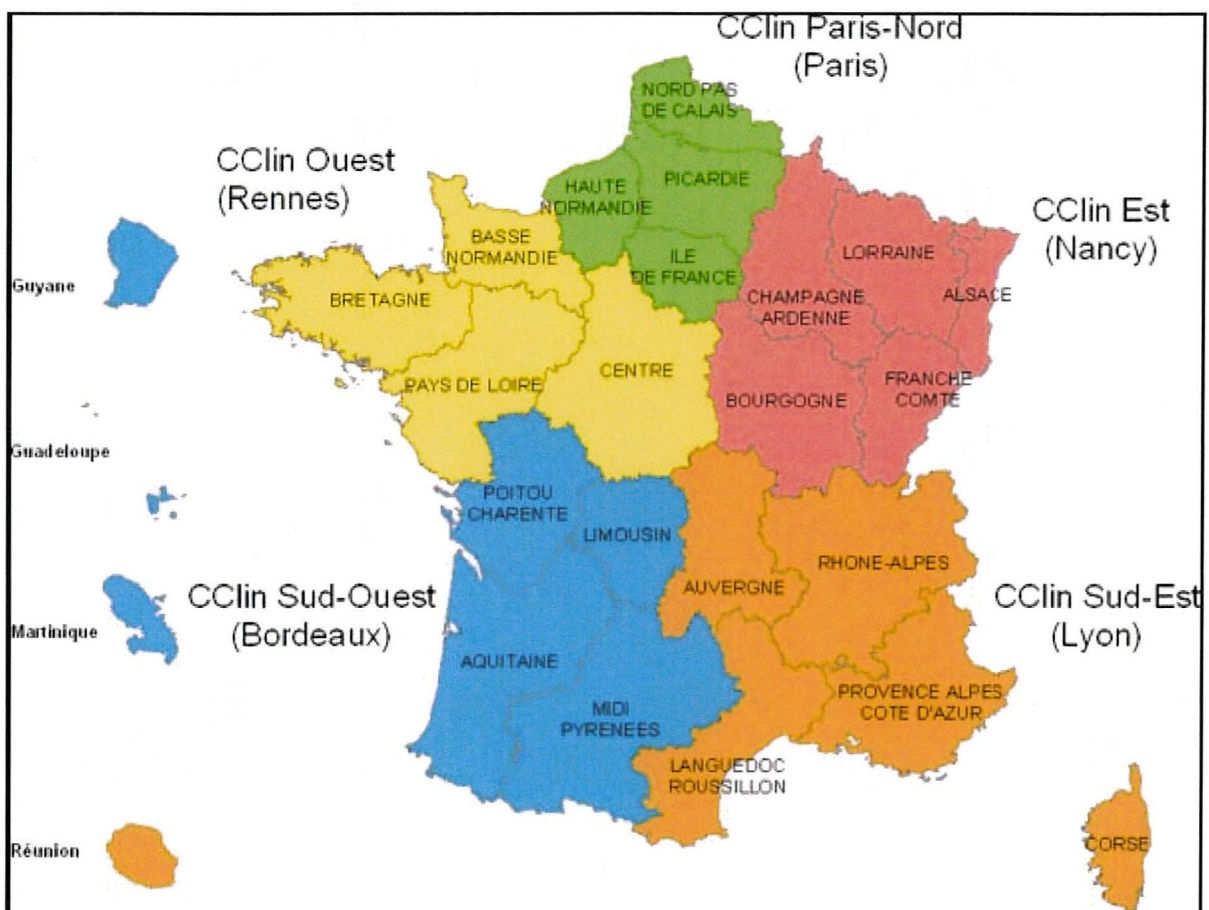 CClin Paris-Nord
(Paris)
NORD PAS
DE CALAIS
CClin Ouest
(Rennes)
HAUTE
NORMANDIE
PICARDIE
CClin Est
(Nancy)
BASSE
NORMANDIE
ILE
DE FRANCE
LORRAINE
ALSACE
Guyane
BRETAGNE
CHAMPAGNE
ARDENNE
PAYS DE LOIRE
CENTRE
BOURGOGNE
FRANCHE
COMTE
Guadeloupe
POITOU
CHARENTE
LIMOUSIN
AUVERGNE
RHONE-ALPES
CClin Sud-Ouest
(Bordeaux)
CClin Sud-Est
(Lyon)
Martinique
AQUITAINE
MIDI
PYRENEES
PROVENCE ALPES
COTE D'AZUR
LANGUEDOC
ROUSSILLON
Réunion
CORSE